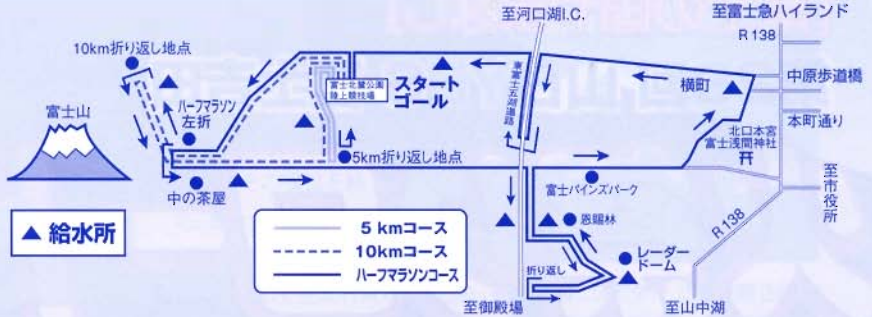 至河口湖I.C.
至富士急ハイランド
R 138
10km折り返し地点
富士北麓公園
陸上競技場
スタート
ゴール
東富士五湖道路
横町
中原歩道橋
富士山
ハーフマラソン
左折
本町通り
北口本宮
富士浅間神社
5km折り返し地点
中の茶屋
富士パインズパーク
至市役所
給水所
5 kmコース
10kmコース
ハーフマラソンコース
恩賜林
R 138
レーダー
ドーム
折り返し
至御殿場
至山中湖